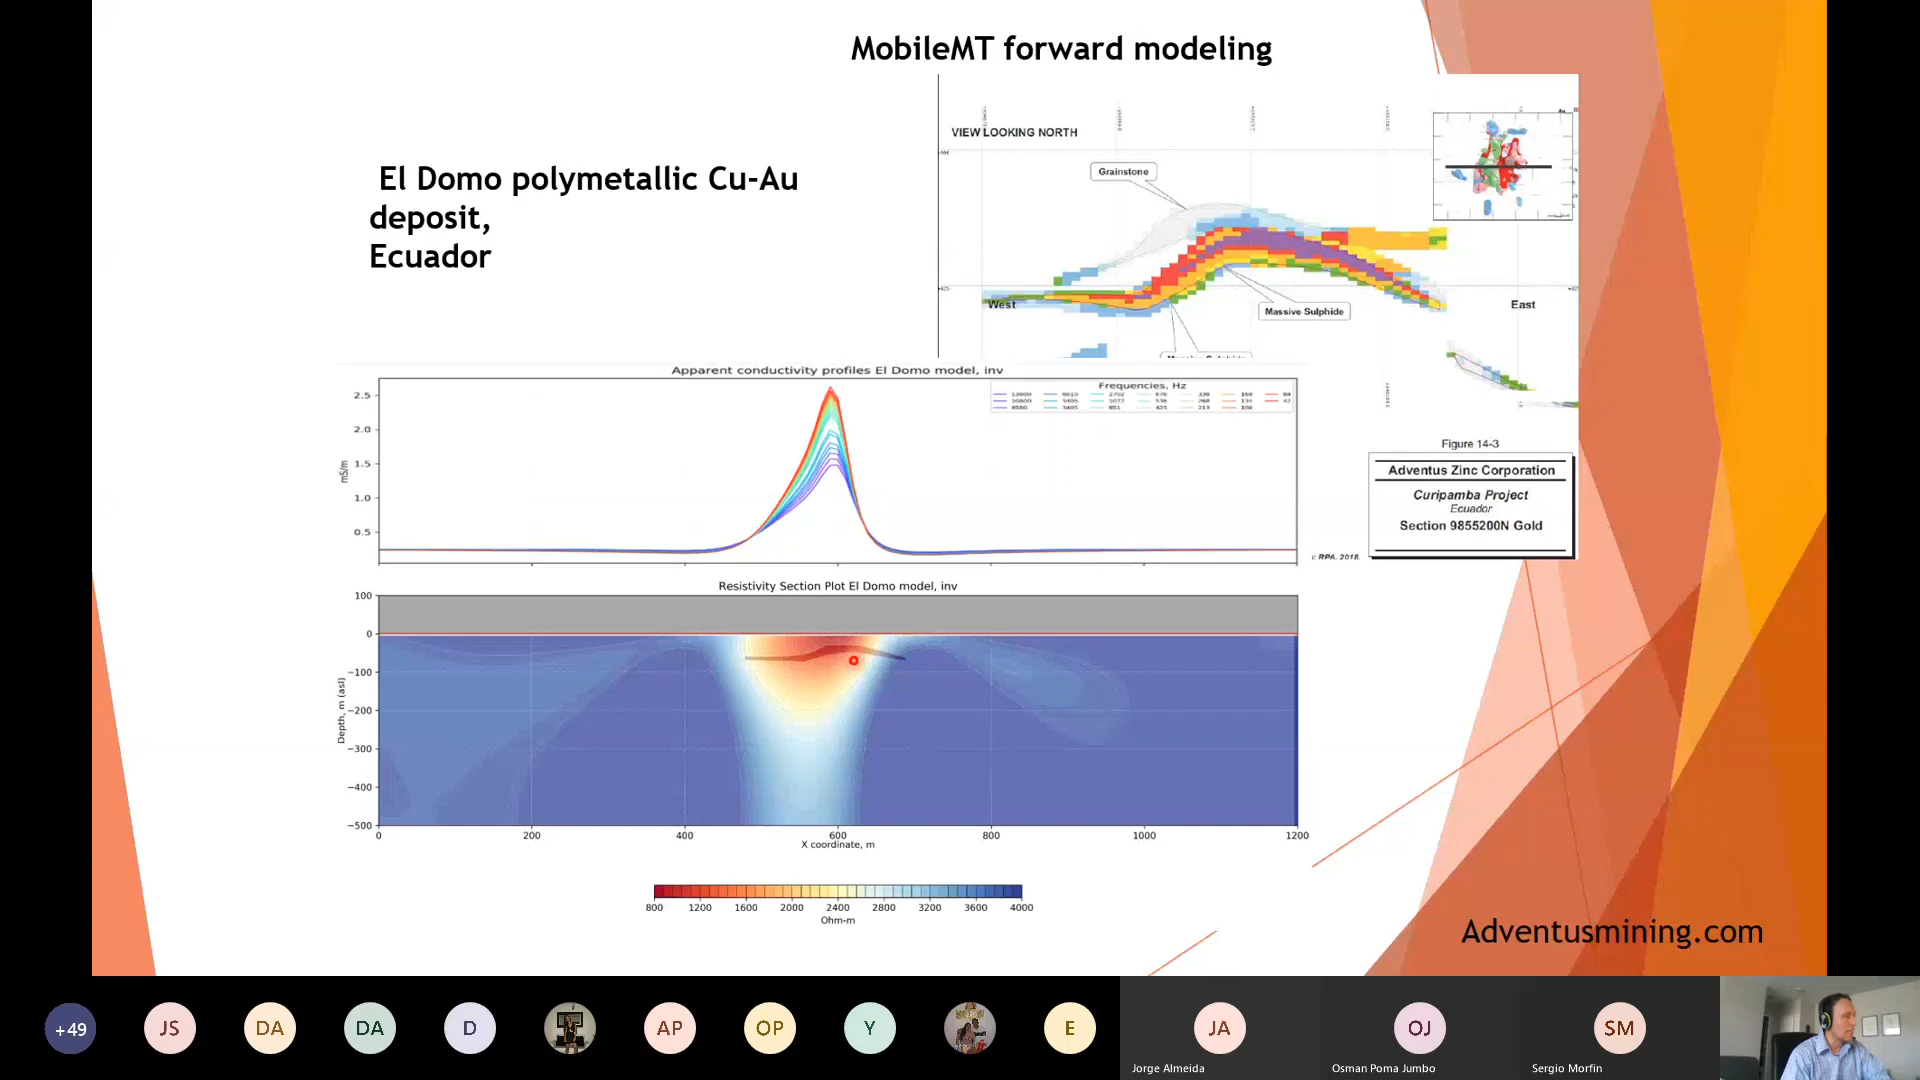 MobileMT forward modeling
El Domo polymetallic Cu-Au
deposit,
Ecuador
VIEW LOOKING NORTH
Grainstone
West
East
Massive Sulphide
Figure 14-3
Adventus Zinc Corporation
Curipamba Project
Ecuador
Section 9855200N Gold
RPA, 2018.
Apparent conductivity profiles El Domo model, inv
Frequencies, Hz
mS/m
2.5
2.0
1.5
1.0
0.5
Resistivity Section Plot El Domo model, inv
Depth, m (asl)
100
0
−100
−200
−300
−400
−500
0 200 400 600 800 1000 1200
X coordinate, m
800 1200 1600 2000 2400 2800 3200 3600 4000
Ohm-m
Adventusmining.com
+49 JS DA DA D AP OP Y E JA OJ SM
Jorge Almeida Osman Poma Jumbo Sergio Morfin